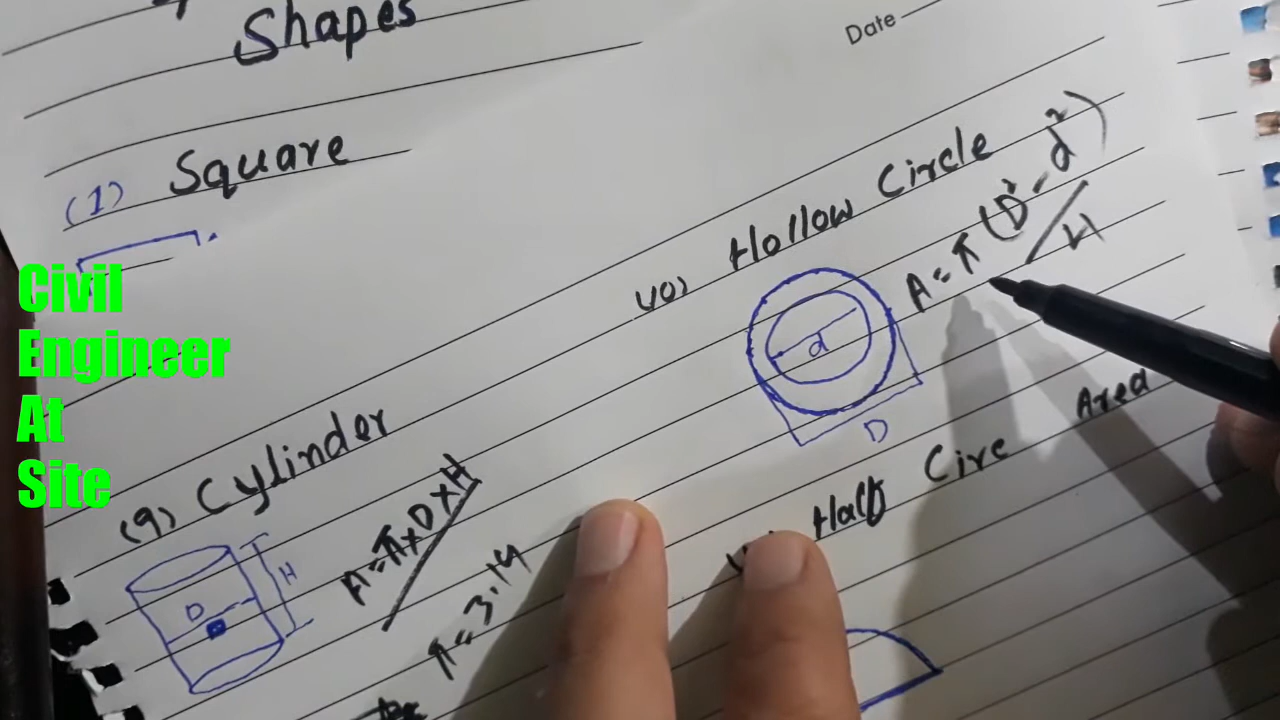 Shapes
Date
(1) Square
Civil
Engineer
At
Site
(10) Hollow Circle
A = π (D² - d²)
4
d
D
(9) Cylinder
A = π x D x H
π = 3.14
D
H
Half Circ Area